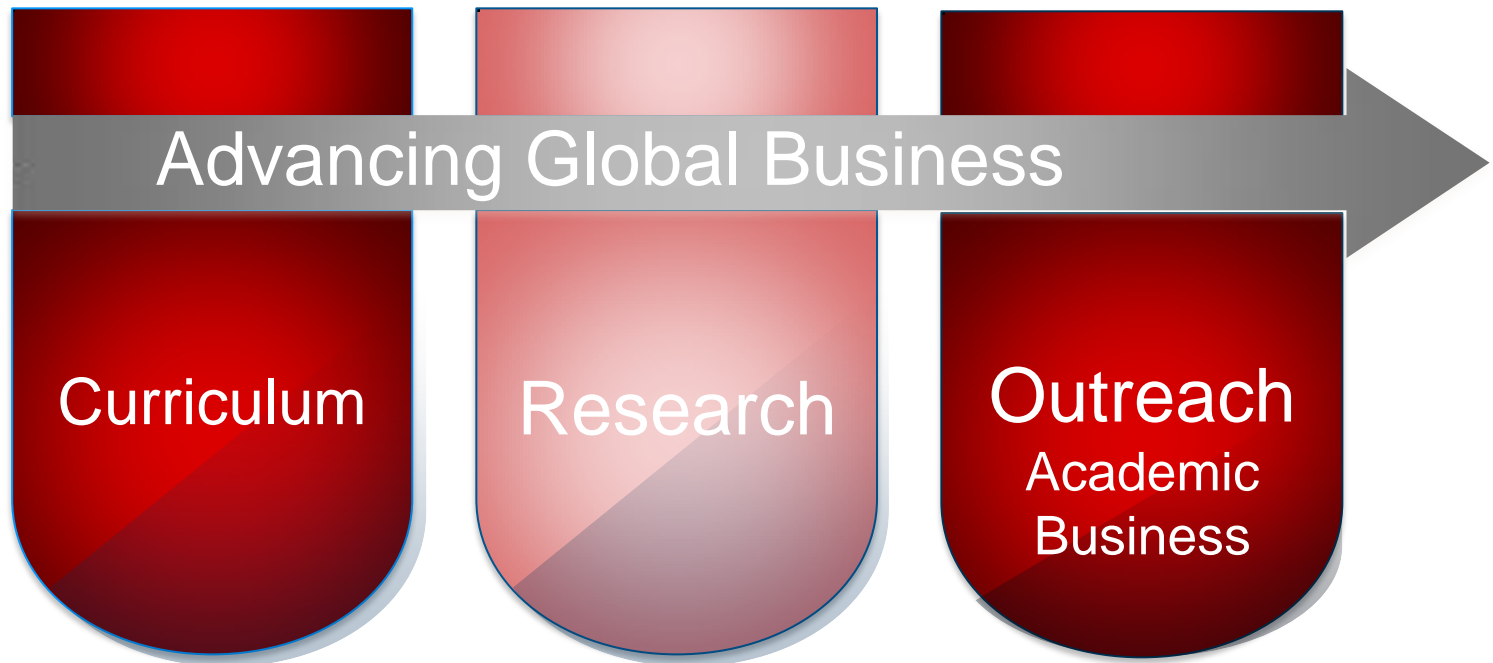 Advancing Global Business
Curriculum
Research
Outreach
Academic
Business